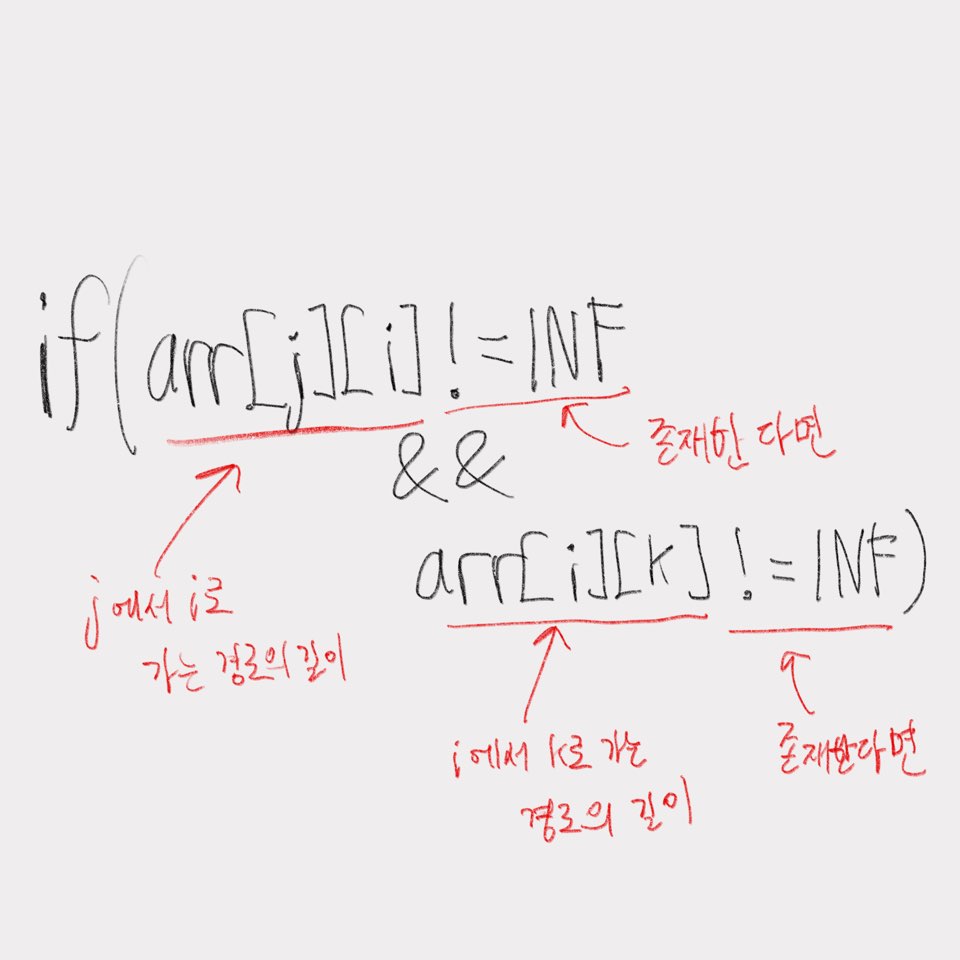 if(arr[j][i]!=INF
존재한다면
&&
arr[i][k]!=INF)
j에서 i로
가는 경로의 길이
i에서 k로 가는
경로의 길이
존재한다면